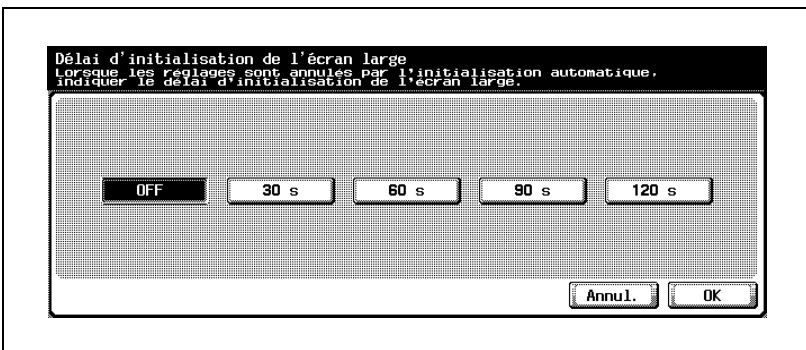 Délai d'initialisation de l'écran large
Lorsque les réglages sont annulés par l'initialisation automatique,
indiquer le délai d'initialisation de l'écran large.
OFF
30 s
60 s
90 s
120 s
Annul.
OK